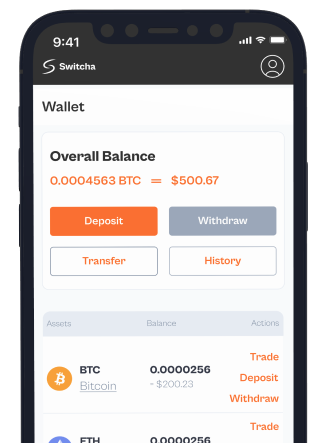 9:41
Switcha
Wallet
Overall Balance
0.0004563 BTC = $500.67
Deposit Withdraw
Transfer History
Assets Balance Actions
Trade
BTC 0.0000256
Deposit
Bitcoin ~ $200.23
Withdraw
Trade
ETH 0.0000256